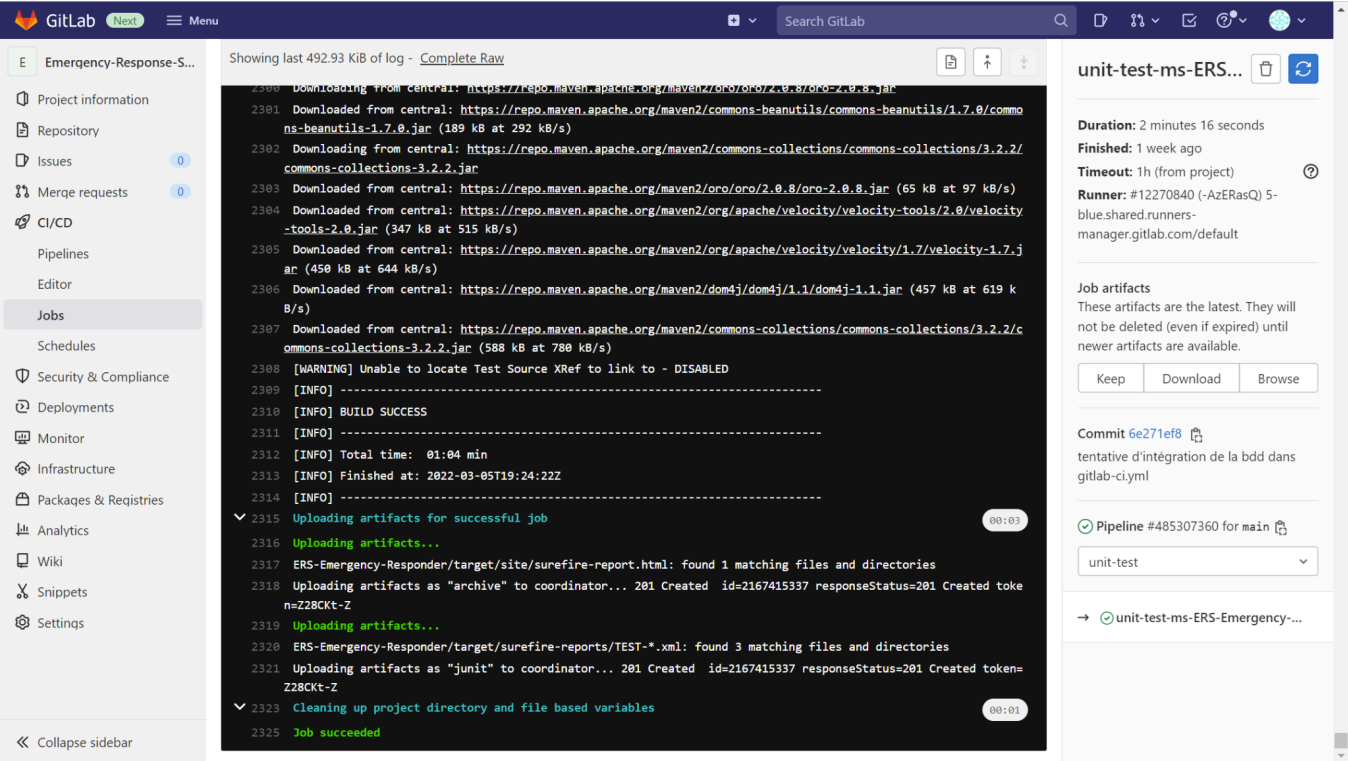 GitLab Next Menu Search GitLab
E Emergency-Response-S...
Project information
Repository
Issues 0
Merge requests 0
CI/CD
Pipelines
Editor
Jobs
Schedules
Security & Compliance
Deployments
Monitor
Infrastructure
Packages & Registries
Analytics
Wiki
Snippets
Settings
Collapse sidebar
Showing last 492.93 KiB of log - Complete Raw
2300 Downloading from central: https://repo.maven.apache.org/maven2/oro/oro/2.0.8/oro-2.0.8.jar
2301 Downloaded from central: https://repo.maven.apache.org/maven2/commons-beanutils/commons-beanutils/1.7.0/commo
ns-beanutils-1.7.0.jar (189 kB at 292 kB/s)
2302 Downloading from central: https://repo.maven.apache.org/maven2/commons-collections/commons-collections/3.2.2/
commons-collections-3.2.2.jar
2303 Downloaded from central: https://repo.maven.apache.org/maven2/oro/oro/2.0.8/oro-2.0.8.jar (65 kB at 97 kB/s)
2304 Downloaded from central: https://repo.maven.apache.org/maven2/org/apache/velocity/velocity-tools/2.0/velocity
-tools-2.0.jar (347 kB at 515 kB/s)
2305 Downloaded from central: https://repo.maven.apache.org/maven2/org/apache/velocity/velocity/1.7/velocity-1.7.j
ar (450 kB at 644 kB/s)
2306 Downloaded from central: https://repo.maven.apache.org/maven2/dom4j/dom4j/1.1/dom4j-1.1.jar (457 kB at 619 k
B/s)
2307 Downloaded from central: https://repo.maven.apache.org/maven2/commons-collections/commons-collections/3.2.2/c
ommons-collections-3.2.2.jar (588 kB at 780 kB/s)
2308 [WARNING] Unable to locate Test Source XRef to link to - DISABLED
2309 [INFO] ------------------------------------------------------------------------
2310 [INFO] BUILD SUCCESS
2311 [INFO] ------------------------------------------------------------------------
2312 [INFO] Total time:  01:04 min
2313 [INFO] Finished at: 2022-03-05T19:24:22Z
2314 [INFO] ------------------------------------------------------------------------
2315 Uploading artifacts for successful job 00:03
2316 Uploading artifacts...
2317 ERS-Emergency-Responder/target/site/surefire-report.html: found 1 matching files and directories
2318 Uploading artifacts as "archive" to coordinator... 201 Created  id=2167415337 responseStatus=201 Created toke
n=Z28CKt-Z
2319 Uploading artifacts...
2320 ERS-Emergency-Responder/target/surefire-reports/TEST-*.xml: found 3 matching files and directories
2321 Uploading artifacts as "junit" to coordinator... 201 Created  id=2167415337 responseStatus=201 Created token=
Z28CKt-Z
2323 Cleaning up project directory and file based variables 00:01
2325 Job succeeded
unit-test-ms-ERS...
Duration: 2 minutes 16 seconds
Finished: 1 week ago
Timeout: 1h (from project)
Runner: #12270840 (-AzERasQ) 5-
blue.shared.runners-
manager.gitlab.com/default
Job artifacts
These artifacts are the latest. They will
not be deleted (even if expired) until
newer artifacts are available.
Keep Download Browse
Commit 6e271ef8
tentative d'intégration de la bdd dans
gitlab-ci.yml
Pipeline #485307360 for main
unit-test
→ unit-test-ms-ERS-Emergency-...